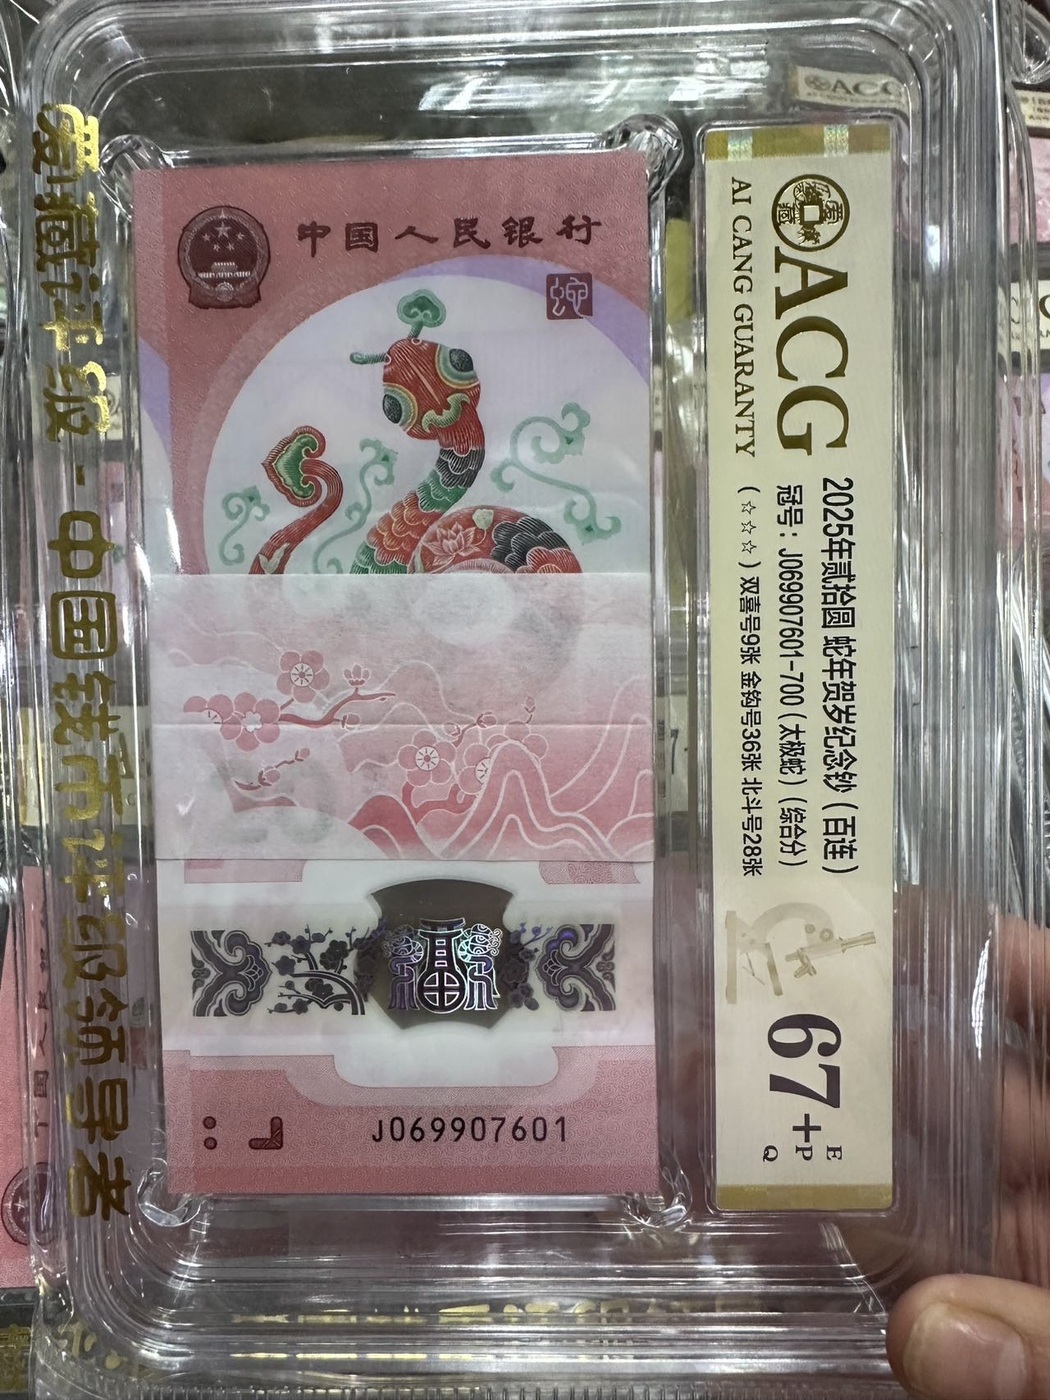 爱藏评级-中国钱币评级领导者
中国人民银行
J069907601
ACG
AI CANG GUARANTY
2025年贰拾圆 蛇年贺岁纪念钞(百连)
冠号:J069907601-700(太极蛇)(综合分)
(☆☆☆)双喜号9张 金钩号36张 北斗号28张
67+
E
P
Q
ACG